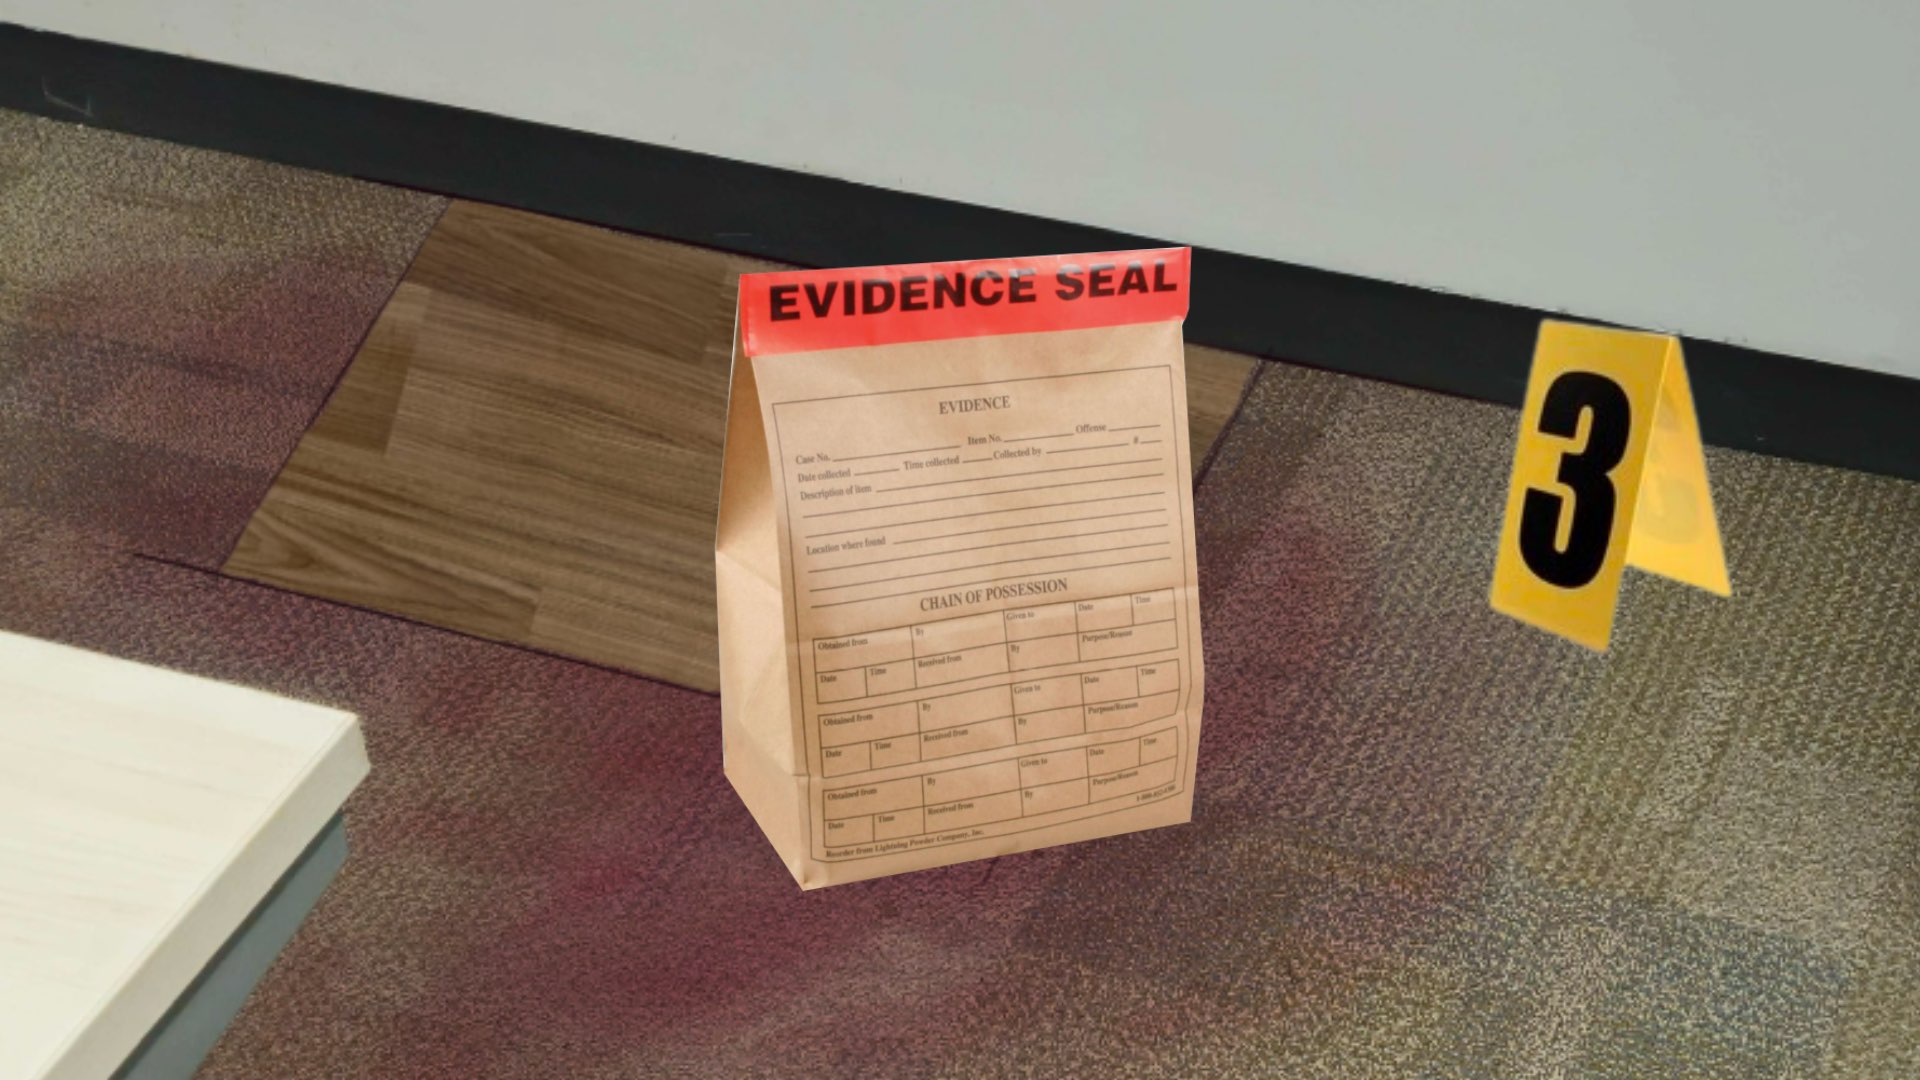 EVIDENCE SEAL
EVIDENCE
Case No. Item No. Offense
Date collected Time collected Collected by #
Description of item
Location where found
CHAIN OF POSSESSION
Obtained from By Given to Date Time
Date Time Received from By Purpose/Reason
Obtained from By Given to Date Time
Date Time Received from By Purpose/Reason
Obtained from By Given to Date Time
Date Time Received from By Purpose/Reason
Reorder from Lightning Powder Company, Inc.
3